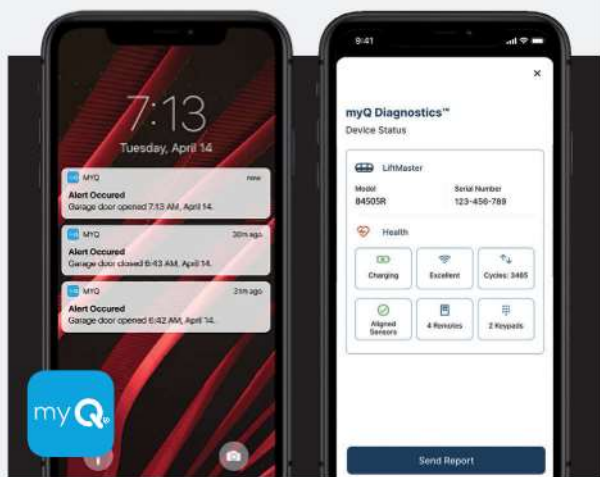 7:13
Tuesday, April 14
MYQ
now
Alert Occured
Garage door opened 7:13 AM, April 14.
MYQ
30m ago
Alert Occured
Garage door closed 6:43 AM, April 14.
MYQ
31m ago
Alert Occured
Garage door opened 6:42 AM, April 14.
myQ
9:41
myQ Diagnostics™
Device Status
LiftMaster
Model
Serial Number
84505R
123-456-789
Health
Charging
Excellent
Cycles: 3465
Aligned
Sensors
4 Remotes
2 Keypads
Send Report